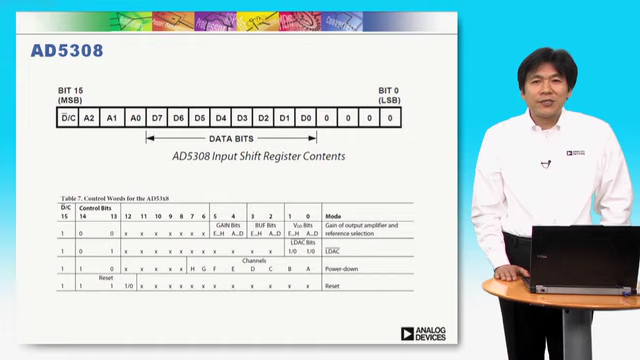 AD5308
BIT 15
(MSB)
BIT 0
(LSB)
D/C A2 A1 A0 D7 D6 D5 D4 D3 D2 D1 D0 0 0 0 0
DATA BITS
AD5308 Input Shift Register Contents
Table 7. Control Words for the AD53x8
D/C Control Bits
15 14 13 12 11 10 9 8 7 6 5 4 3 2 1 0 Mode
GAIN Bits BUF Bits VDD Bits Gain of output amplifier and
1 0 0 x x x x x x x E...H A...D E...H A...D E...H A...D reference selection
LDAC Bits
1 0 1 x x x x x x x x x x x 1/0 1/0 LDAC
Channels
1 1 0 x x x x x H G F E D C B A Power-down
Reset
1 1 1 1/0 x x x x x x x x x x x x Reset
ANALOG
DEVICES
ANALOG
DEVICES